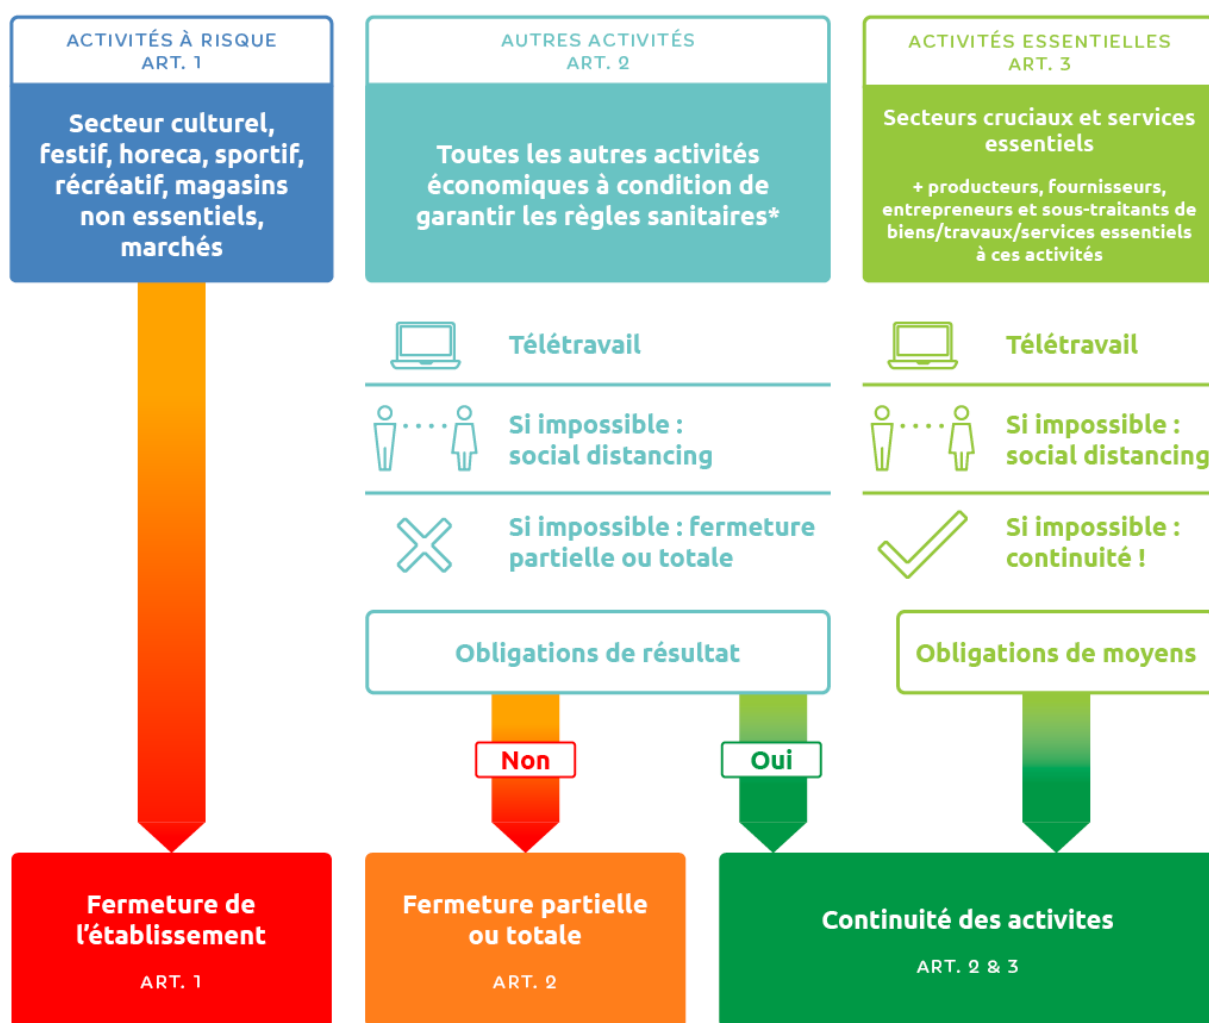 ACTIVITÉS À RISQUE
ART. 1
Secteur culturel,
festif, horeca, sportif,
récréatif, magasins
non essentiels,
marchés
AUTRES ACTIVITÉS
ART. 2
Toutes les autres activités
économiques à condition de
garantir les règles sanitaires*
ACTIVITÉS ESSENTIELLES
ART. 3
Secteurs cruciaux et services
essentiels
+ producteurs, fournisseurs,
entrepreneurs et sous-traitants de
biens/travaux/services essentiels
à ces activités
Télétravail
Si impossible :
social distancing
Si impossible : fermeture
partielle ou totale
Télétravail
Si impossible :
social distancing
Si impossible :
continuité !
Obligations de résultat
Obligations de moyens
Non
Oui
Fermeture de
l'établissement
ART. 1
Fermeture partielle
ou totale
ART. 2
Continuité des activites
ART. 2 & 3